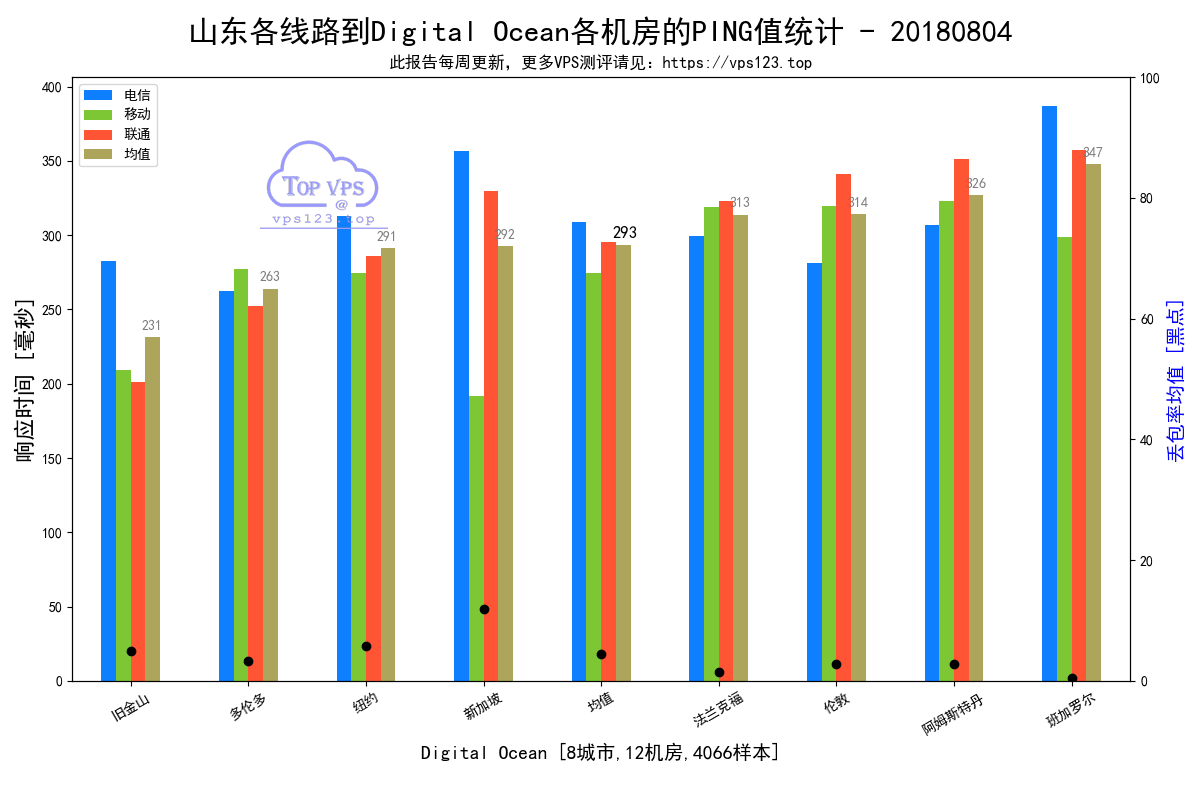 山东各线路到Digital Ocean各机房的PING值统计 - 20180804
此报告每周更新，更多VPS测评请见：https://vps123.top
电信
移动
联通
均值
TOP VPS
@
vps123.top
响应时间 [毫秒]
400
350
300
250
200
150
100
50
0
231
263
291
292
293
313
314
326
347
100
80
60
40
20
0
丢包率均值 [黑点]
旧金山
多伦多
纽约
新加坡
均值
法兰克福
伦敦
阿姆斯特丹
班加罗尔
Digital Ocean [8城市,12机房,4066样本]